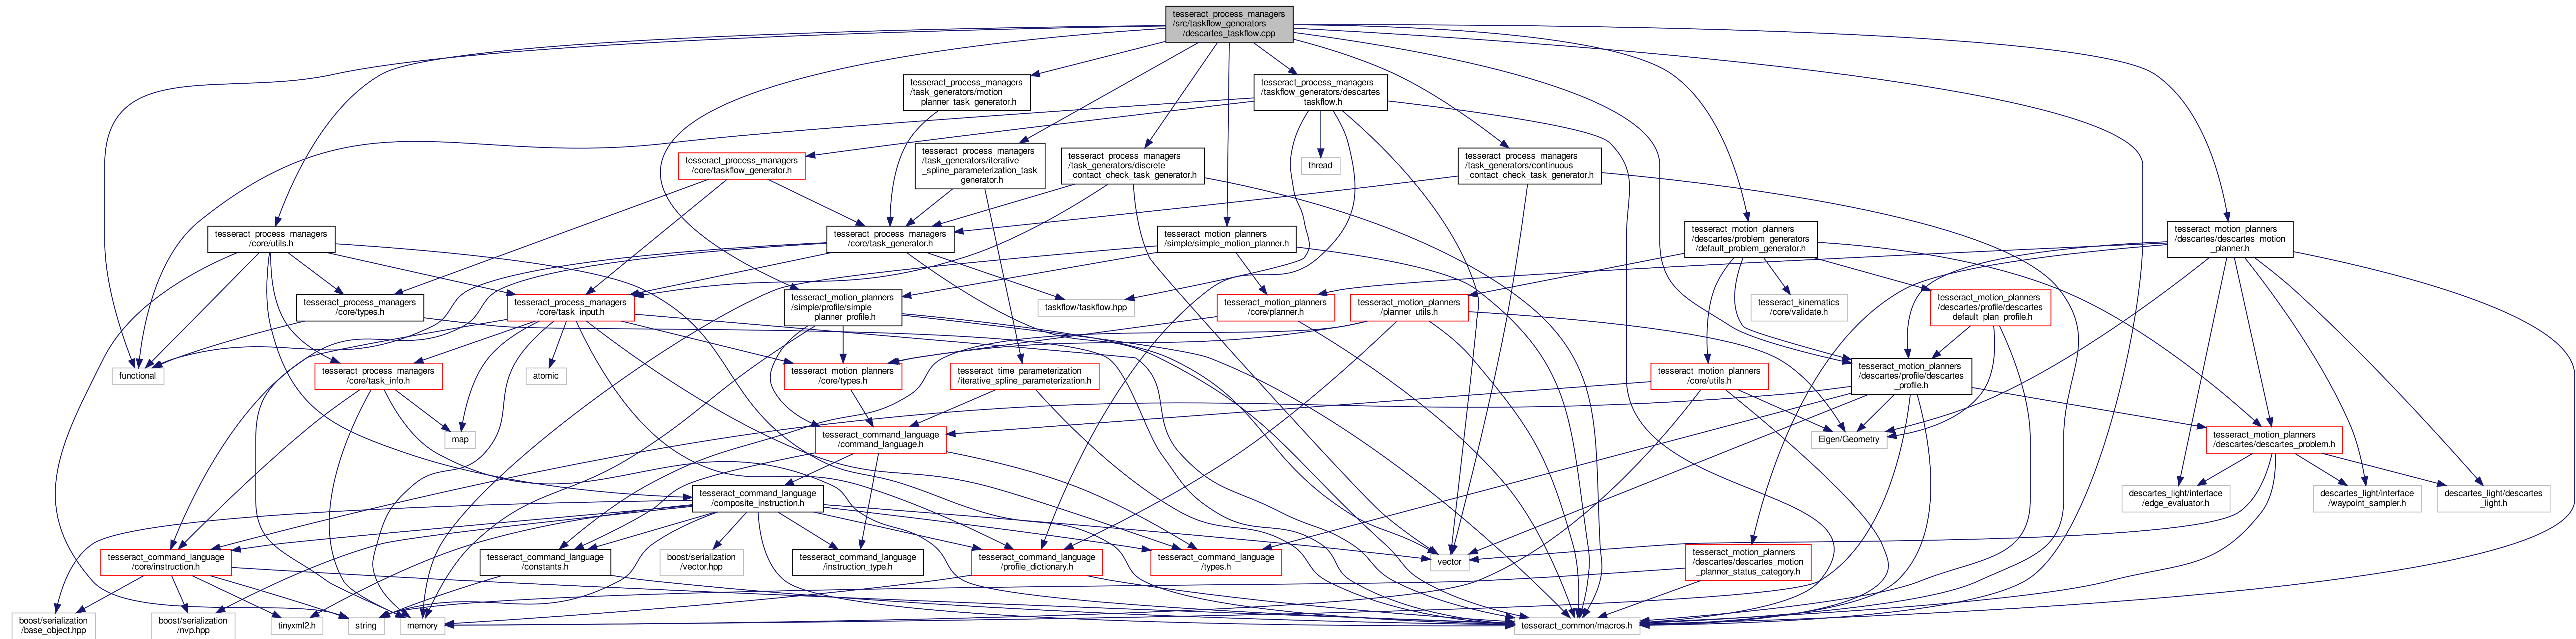 tesseract_process_managers
/src/taskflow_generators
/descartes_taskflow.cpp
tesseract_process_managers
/task_generators/motion
_planner_task_generator.h
tesseract_process_managers
/taskflow_generators/descartes
_taskflow.h
tesseract_process_managers
/core/taskflow_generator.h
tesseract_process_managers
/task_generators/iterative
_spline_parameterization_task
_generator.h
tesseract_process_managers
/task_generators/discrete
_contact_check_task_generator.h
thread
tesseract_process_managers
/task_generators/continuous
_contact_check_task_generator.h
tesseract_process_managers
/core/utils.h
tesseract_process_managers
/core/task_generator.h
tesseract_motion_planners
/simple/simple_motion_planner.h
tesseract_motion_planners
/descartes/problem_generators
/default_problem_generator.h
tesseract_motion_planners
/descartes/descartes_motion
_planner.h
tesseract_process_managers
/core/types.h
tesseract_process_managers
/core/task_input.h
tesseract_motion_planners
/simple/profile/simple
_planner_profile.h
taskflow/taskflow.hpp
tesseract_motion_planners
/core/planner.h
tesseract_motion_planners
/planner_utils.h
tesseract_kinematics
/core/validate.h
tesseract_motion_planners
/descartes/profile/descartes
_default_plan_profile.h
functional
tesseract_process_managers
/core/task_info.h
atomic
tesseract_motion_planners
/core/types.h
tesseract_time_parameterization
/iterative_spline_parameterization.h
tesseract_motion_planners
/core/utils.h
tesseract_motion_planners
/descartes/profile/descartes
_profile.h
map
tesseract_command_language
/command_language.h
Eigen/Geometry
tesseract_motion_planners
/descartes/descartes_problem.h
tesseract_command_language
/composite_instruction.h
descartes_light/interface
/edge_evaluator.h
descartes_light/interface
/waypoint_sampler.h
descartes_light/descartes
_light.h
tesseract_command_language
/core/instruction.h
tesseract_command_language
/constants.h
boost/serialization
/vector.hpp
tesseract_command_language
/instruction_type.h
tesseract_command_language
/profile_dictionary.h
tesseract_command_language
/types.h
vector
tesseract_motion_planners
/descartes/descartes_motion
_planner_status_category.h
boost/serialization
/base_object.hpp
boost/serialization
/nvp.hpp
tinyxml2.h
string
memory
tesseract_common/macros.h